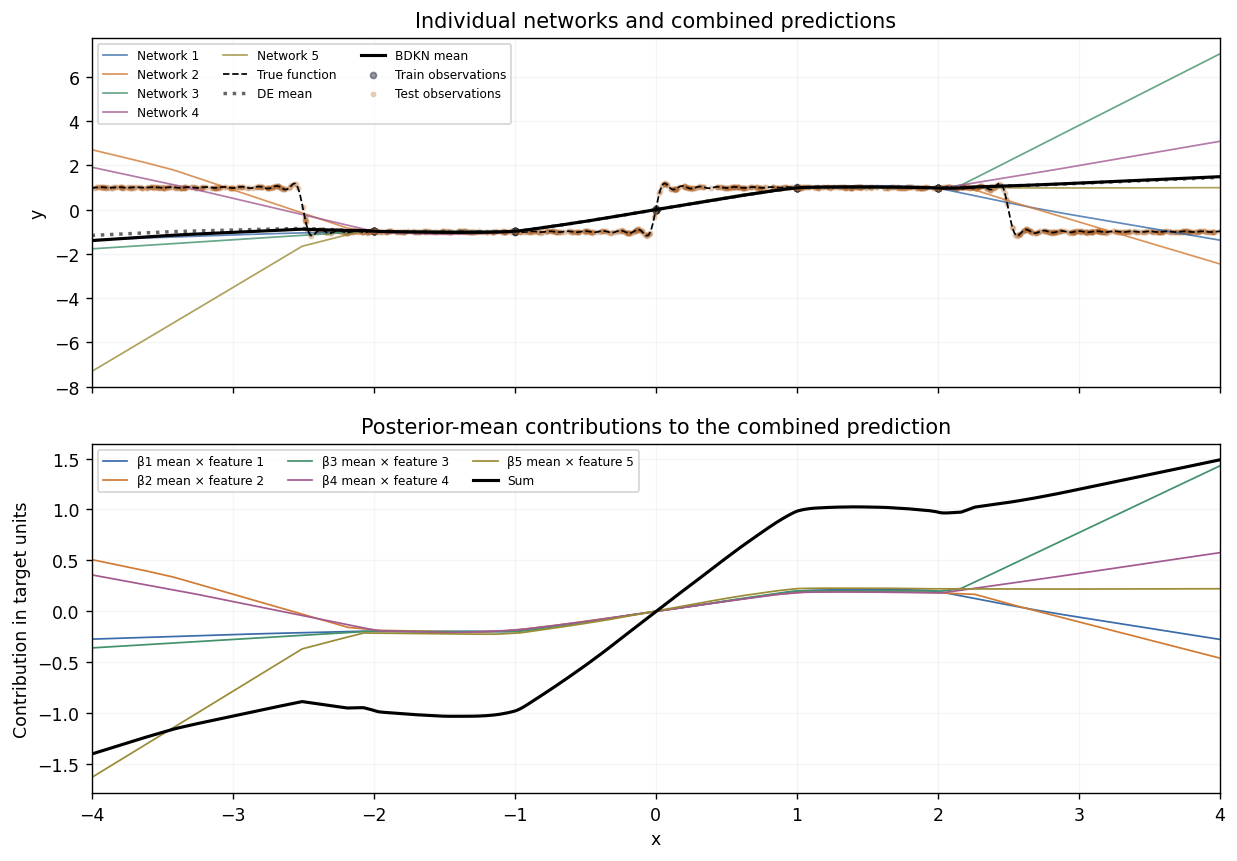 Individual networks and combined predictions
Network 1
Network 2
Network 3
Network 4
Network 5
True function
DE mean
BDKN mean
Train observations
Test observations
y
6
4
2
0
−2
−4
−6
−8
Posterior-mean contributions to the combined prediction
β1 mean × feature 1
β2 mean × feature 2
β3 mean × feature 3
β4 mean × feature 4
β5 mean × feature 5
Sum
Contribution in target units
1.5
1.0
0.5
0.0
−0.5
−1.0
−1.5
−4 −3 −2 −1 0 1 2 3 4
x